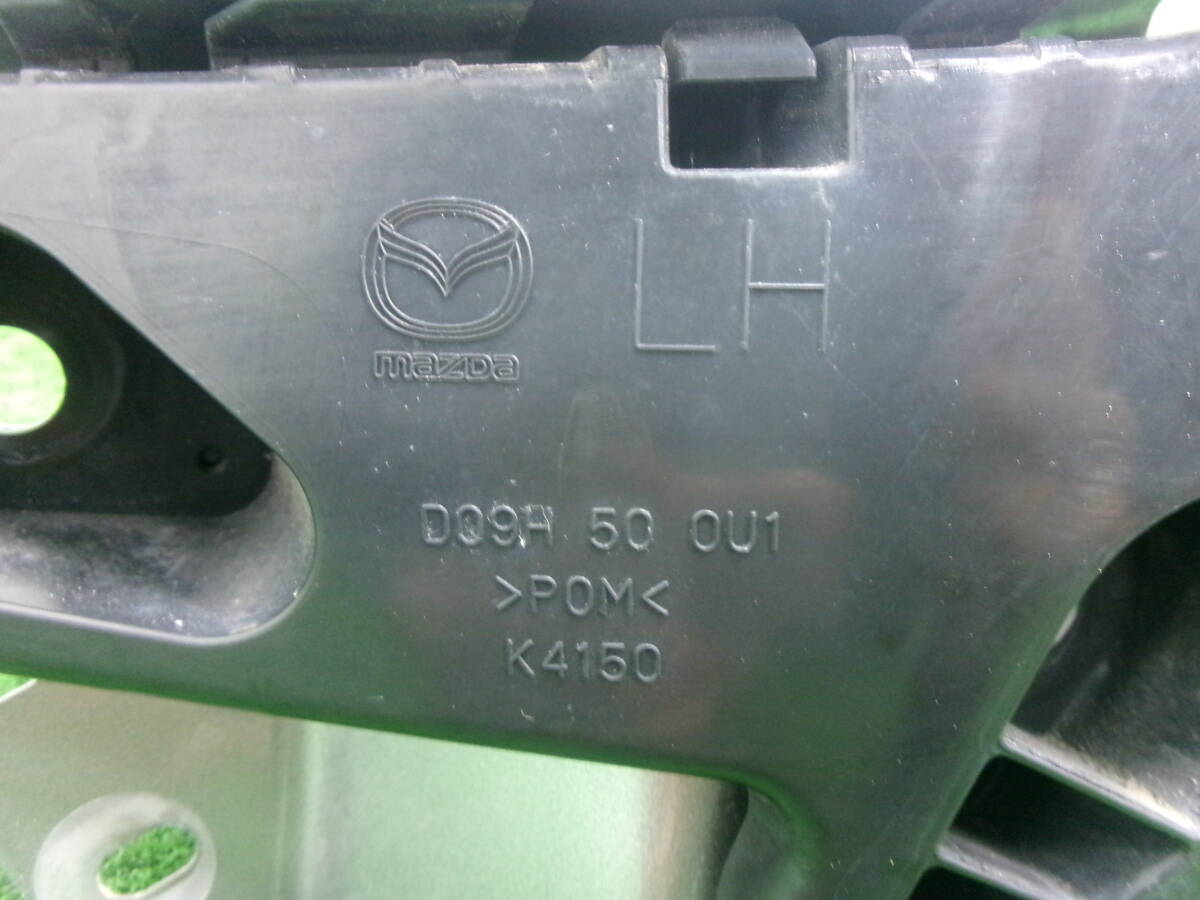 LH
mazDa
D09H 50 0U1
>POM<
K4150